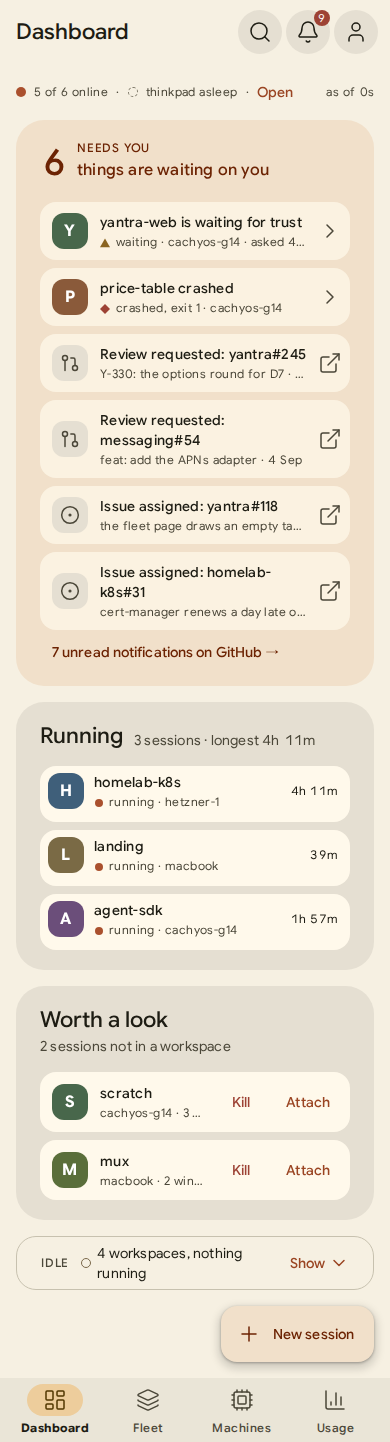 Dashboard
9
5 of 6 online · thinkpad asleep · Open as of 0s
6 NEEDS YOU
things are waiting on you
Y yantra-web is waiting for trust
waiting · cachyos-g14 · asked 4...
P price-table crashed
crashed, exit 1 · cachyos-g14
Review requested: yantra#245
Y-330: the options round for D7 · ...
Review requested:
messaging#54
feat: add the APNs adapter · 4 Sep
Issue assigned: yantra#118
the fleet page draws an empty ta...
Issue assigned: homelab-
k8s#31
cert-manager renews a day late o...
7 unread notifications on GitHub →
Running 3 sessions · longest 4h 11m
H homelab-k8s 4h 11m
running · hetzner-1
L landing 39m
running · macbook
A agent-sdk 1h 57m
running · cachyos-g14
Worth a look
2 sessions not in a workspace
S scratch Kill Attach
cachyos-g14 · 3 ...
M mux Kill Attach
macbook · 2 win...
IDLE 4 workspaces, nothing
running Show
New session
Dashboard Fleet Machines Usage